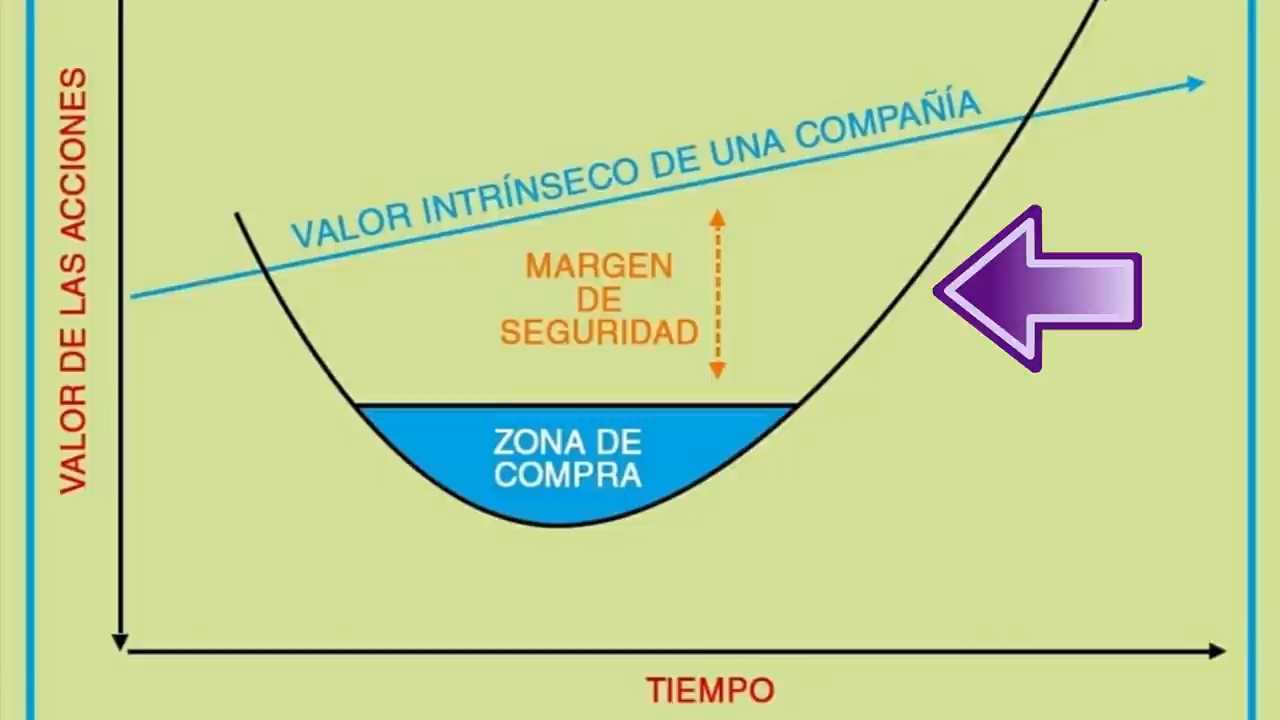 VALOR DE LAS ACCIONES
VALOR INTRÍNSECO DE UNA COMPAÑÍA
MARGEN
DE
SEGURIDAD
ZONA DE
COMPRA
TIEMPO